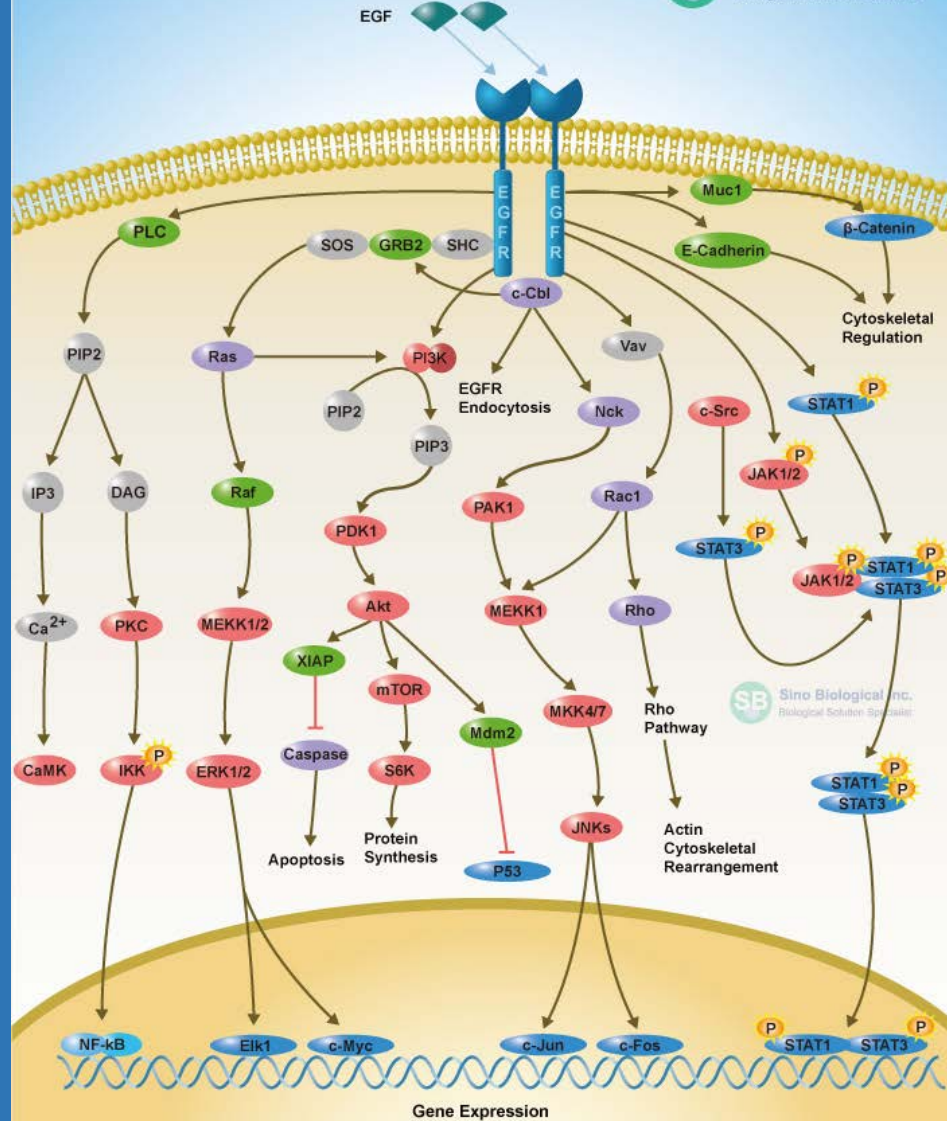 EGF
EGFR
EGFR
Muc1
PLC
β-Catenin
SOS
GRB2
SHC
E-Cadherin
c-Cbl
Cytoskeletal
Regulation
PIP2
Ras
PI3K
Vav
EGFR
Endocytosis
PIP2
Nck
c-Src
STAT1
P
PIP3
P
JAK1/2
IP3
DAG
Raf
PAK1
Rac1
PDK1
STAT3
P
P
STAT1
P
JAK1/2
STAT3
P
Akt
MEKK1
Rho
Ca2+
PKC
MEKK1/2
XIAP
mTOR
SB
Sino Biological Inc.
Biological Solution Specialist
MKK4/7
Rho
Pathway
Mdm2
Caspase
CaMK
IKK
P
ERK1/2
S6K
STAT1
P
P
STAT3
JNKs
Protein
Synthesis
Actin
Cytoskeletal
Rearrangement
Apoptosis
P53
NF-kB
Elk1
c-Myc
c-Jun
c-Fos
P
STAT1
STAT3
P
Gene Expression